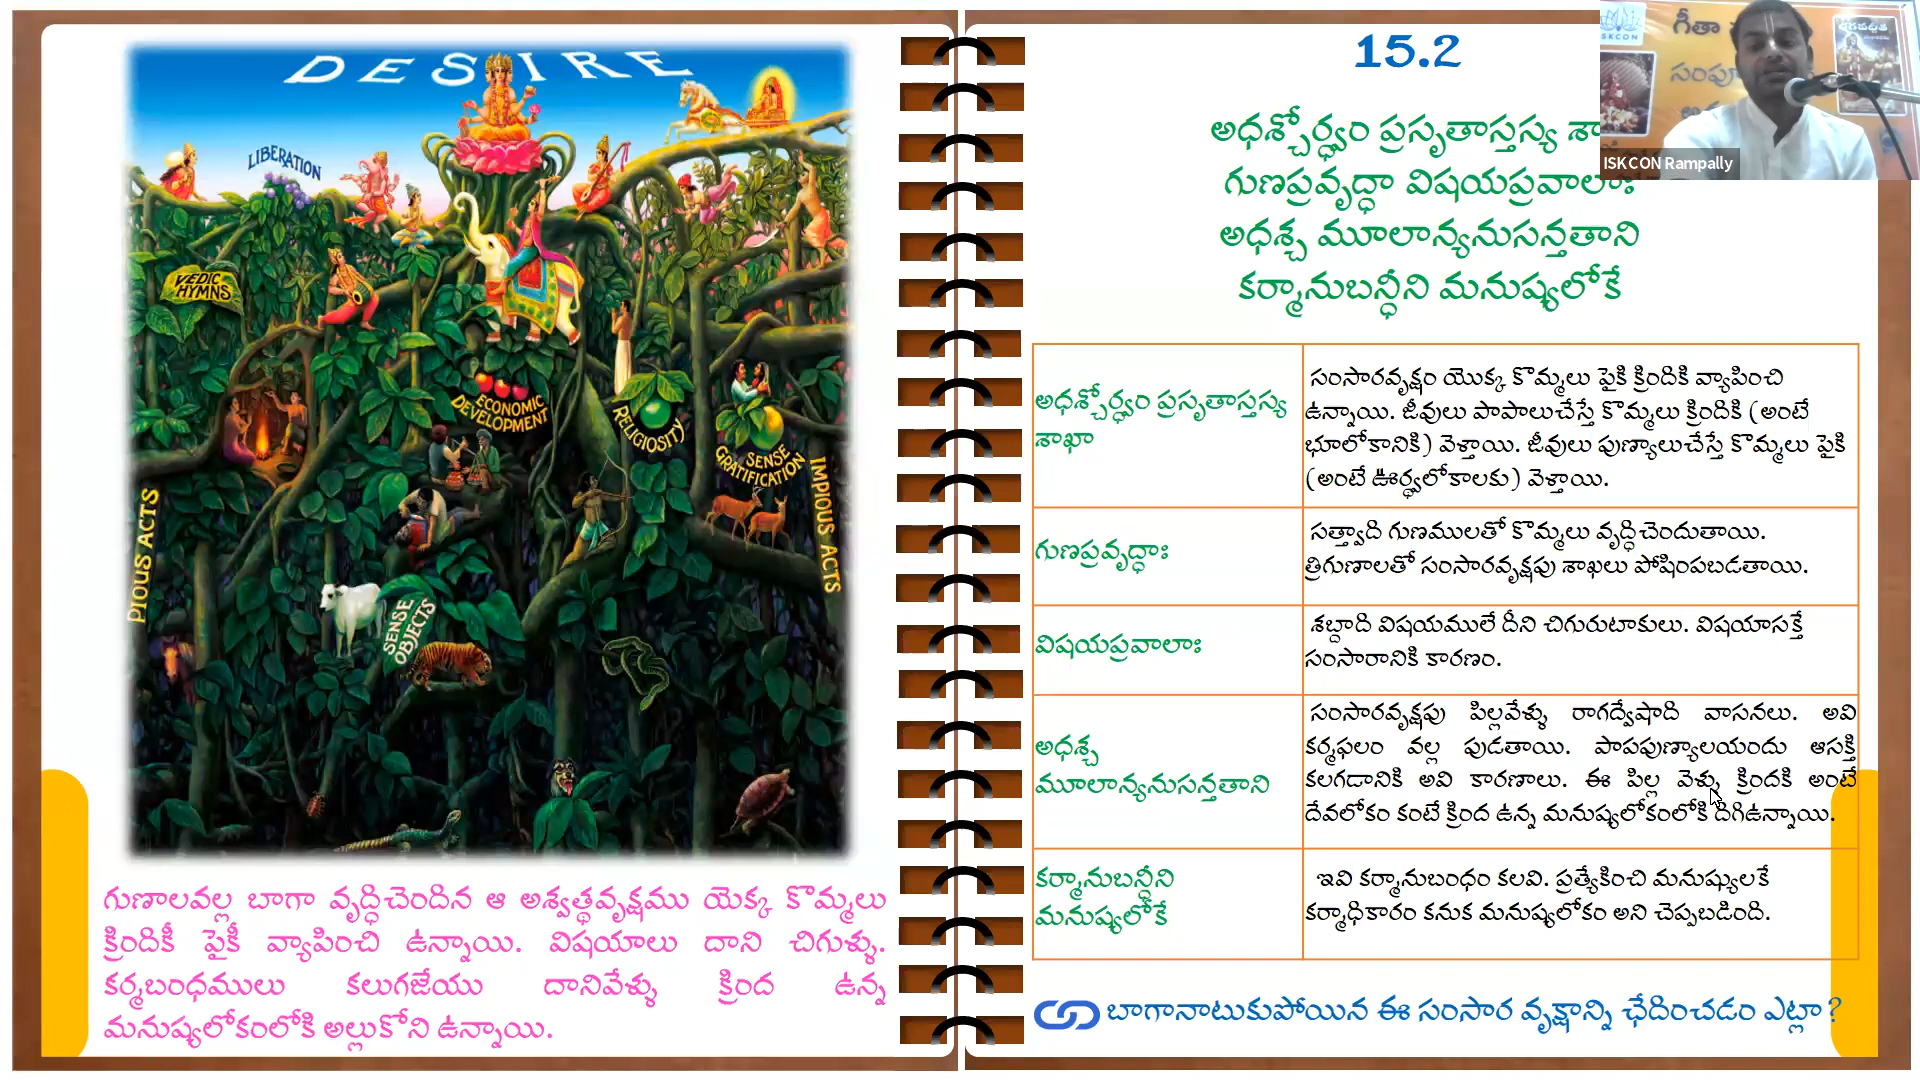 DESIRE
LIBERATION
VEDIC
HYMNS
ECONOMIC
DEVELOPMENT
RELIGIOSITY
SENSE
GRATIFICATION
PIOUS ACTS
IMPIOUS ACTS
SENSE
OBJECTS
గుణాలవల్ల బాగా వృద్ధిచెందిన ఆ అశ్వత్థవృక్షము యొక్క కొమ్మలు
క్రిందికీ పైకీ వ్యాపించి ఉన్నాయి. విషయాలు దాని చిగుళ్ళు.
కర్మబంధములు కలుగజేయు దానివేళ్ళు క్రింద ఉన్న
మనుష్యలోకంలోకి అల్లుకోని ఉన్నాయి.
15.2
అధశ్చోర్ధ్వం ప్రసృతాస్తస్య
గుణప్రవృద్ధా విషయప్రవాలాః
అధశ్చ మూలాన్యనుసన్తతాని
కర్మానుబన్ధీని మనుష్యలోకే
అధశ్చోర్ధ్వం ప్రసృతాస్తస్య
శాఖా
సంసారవృక్షం యొక్క కొమ్మలు పైకి క్రిందికి వ్యాపించి
ఉన్నాయి. జీవులు పాపాలుచేస్తే కొమ్మలు క్రిందికి (అంటే
భూలోకానికి) వెళ్తాయి. జీవులు పుణ్యాలుచేస్తే కొమ్మలు పైకి
(అంటే ఊర్ధ్వలోకాలకు) వెళ్తాయి.
గుణప్రవృద్ధాః
సత్త్వాది గుణములతో కొమ్మలు వృద్ధిచెందుతాయి.
త్రిగుణాలతో సంసారవృక్షపు శాఖలు పోషింపబడతాయి.
విషయప్రవాలాః
శబ్దాది విషయములే దీని చిగురుటాకులు. విషయాసక్తే
సంసారానికి కారణం.
అధశ్చ
మూలాన్యనుసన్తతాని
సంసారవృక్షపు పిల్లవేళ్ళు రాగద్వేషాది వాసనలు. అవి
కర్మఫలం వల్ల పుడతాయి. పాపపుణ్యాలయందు ఆసక్తి
కలగడానికి అవి కారణాలు. ఈ పిల్ల వెళ్ళు క్రిందకి అంటే
దేవలోకం కంటే క్రింద ఉన్న మనుష్యలోకంలోకి దిగిఉన్నాయి.
కర్మానుబన్ధీని
మనుష్యలోకే
ఇవి కర్మానుబంధం కలవి. ప్రత్యేకించి మనుష్యులకే
కర్మాధికారం కనుక మనుష్యలోకం అని చెప్పబడింది.
బాగానాటుకుపోయిన ఈ సంసార వృక్షాన్ని ఛేదించడం ఎట్లా?
గీతా
ISKCON Rampally